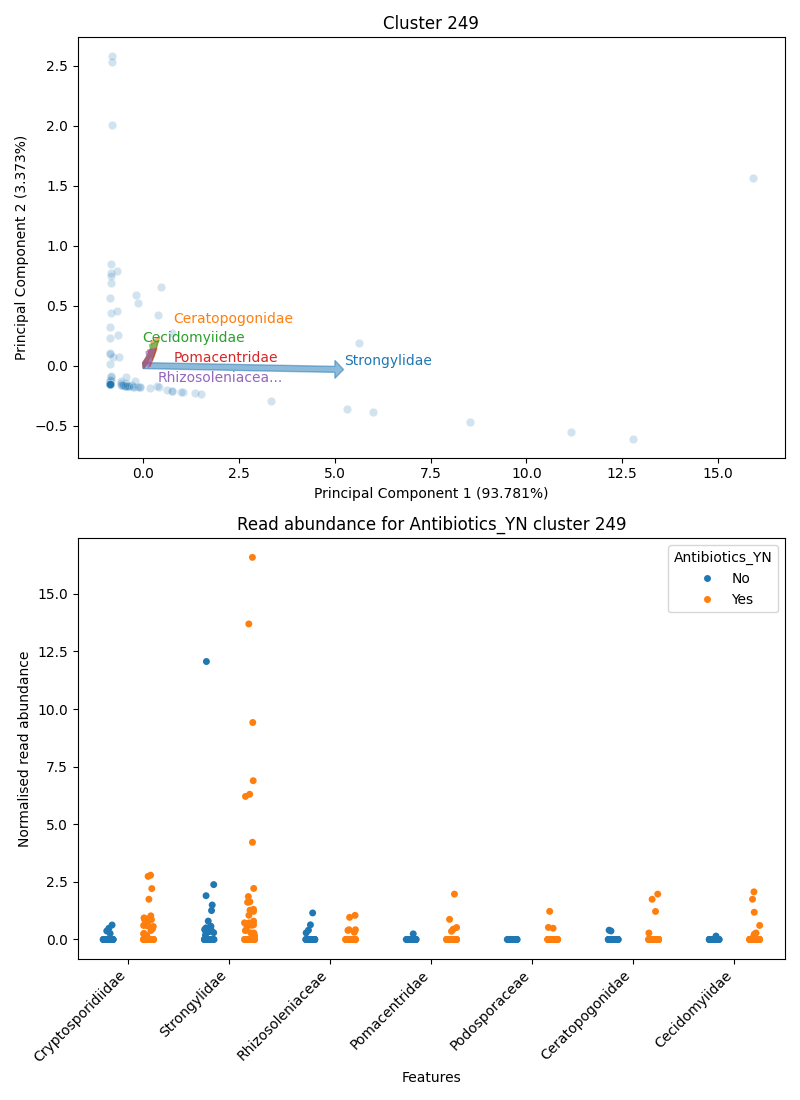 Cluster 249
2.5
2.0
1.5
1.0
0.5
0.0
−0.5
Principal Component 2 (3.373%)
Ceratopogonidae
Cecidomyiidae
Pomacentridae
Strongylidae
Rhizosoleniacea...
0.0 2.5 5.0 7.5 10.0 12.5 15.0
Principal Component 1 (93.781%)
Read abundance for Antibiotics_YN cluster 249
Antibiotics_YN
No
Yes
15.0
12.5
10.0
7.5
5.0
2.5
0.0
Normalised read abundance
Cryptosporidiidae
Strongylidae
Rhizosoleniaceae
Pomacentridae
Podosporaceae
Ceratopogonidae
Cecidomyiidae
Features